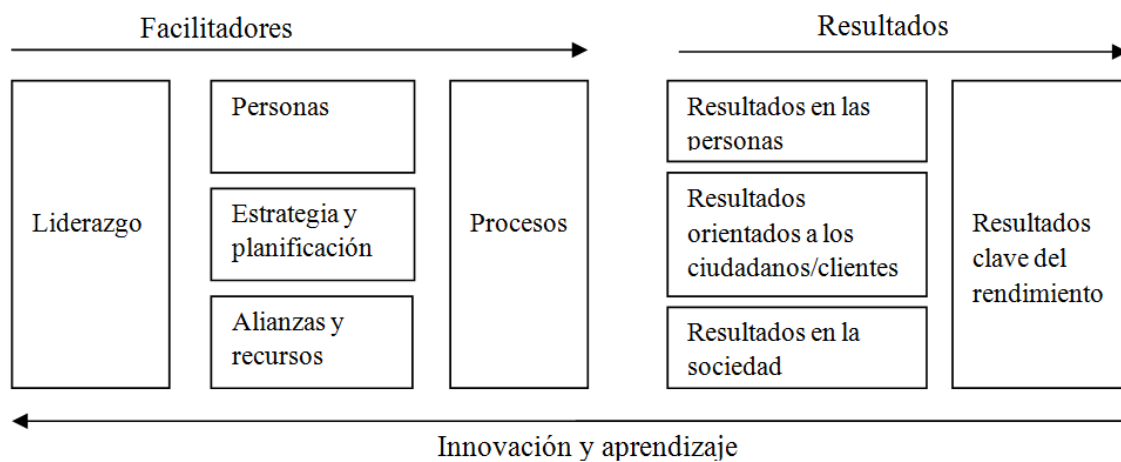 Facilitadores
Resultados
Liderazgo
Personas
Estrategia y
planificación
Alianzas y
recursos
Procesos
Resultados en las
personas
Resultados
orientados a los
ciudadanos/clientes
Resultados en la
sociedad
Resultados
clave del
rendimiento
Innovación y aprendizaje